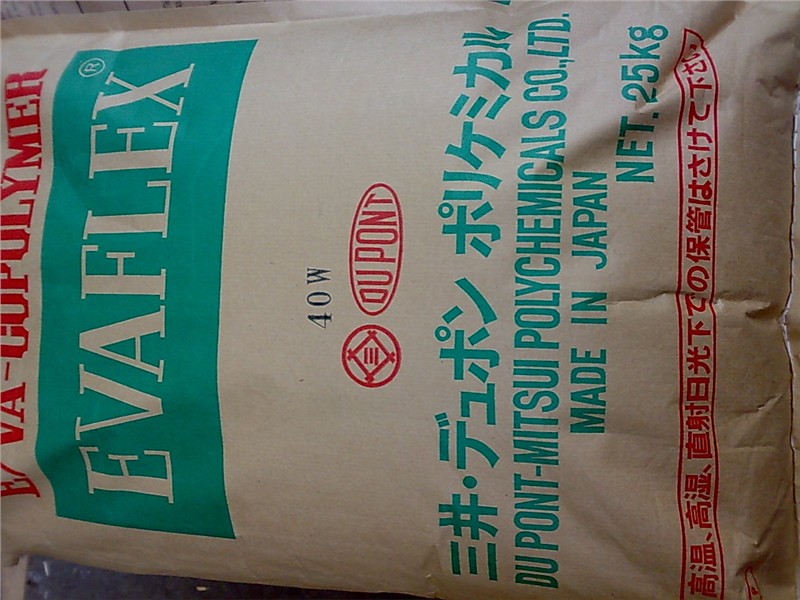 EVA-COPOLYMER
EVAFLEX®
40W
三 DU PONT
三井・デュポン ポリケミカル
DU PONT-MITSUI POLYCHEMICALS CO.,LTD.
MADE IN JAPAN
NET. 25kg
高温、高湿、直射日光下での保管はさけて下さい